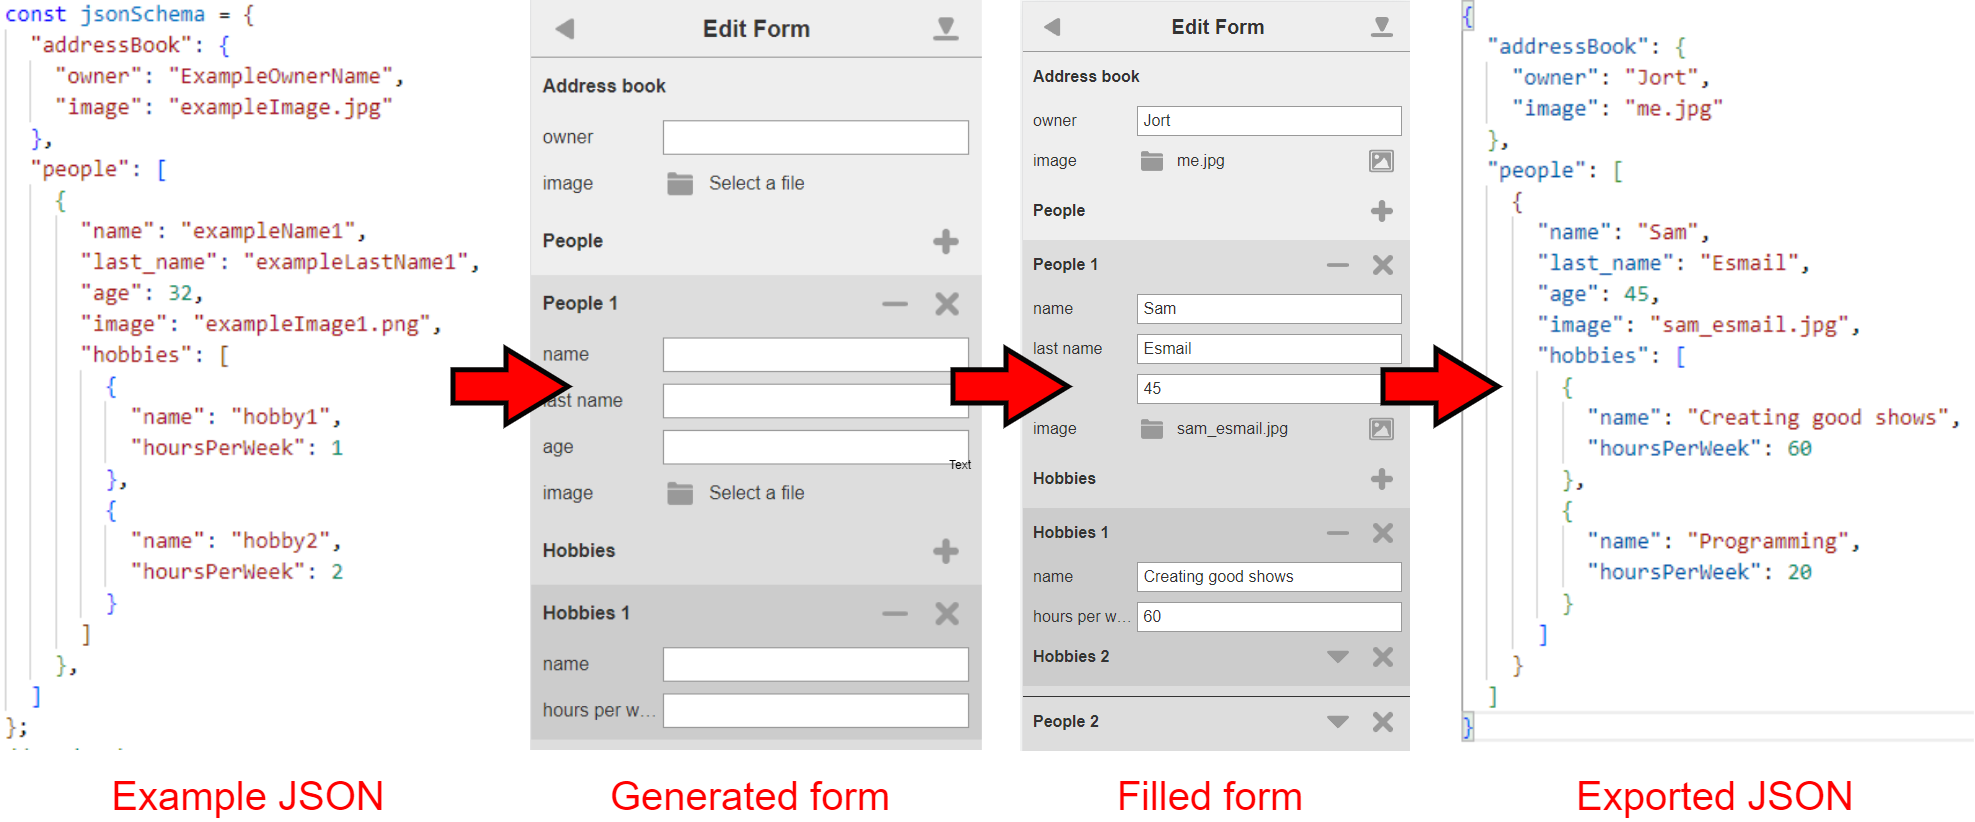 const jsonSchema = {
"addressBook": {
"owner": "ExampleOwnerName",
"image": "exampleImage.jpg"
},
"people": [
{
"name": "exampleName1",
"last_name": "exampleLastName1",
"age": 32,
"image": "exampleImage1.png",
"hobbies": [
{
"name": "hobby1",
"hoursPerWeek": 1
},
{
"name": "hobby2",
"hoursPerWeek": 2
}
]
},
]
};
Example JSON
Edit Form
Address book
owner
image Select a file
People
People 1
name
last name
age
Text
image Select a file
Hobbies
Hobbies 1
name
hours per w...
Generated form
Edit Form
Address book
owner Jort
image me.jpg
People
People 1
name Sam
last name Esmail
45
image sam_esmail.jpg
Hobbies
Hobbies 1
name Creating good shows
hours per w... 60
Hobbies 2
People 2
Filled form
{
"addressBook": {
"owner": "Jort",
"image": "me.jpg"
},
"people": [
{
"name": "Sam",
"last_name": "Esmail",
"age": 45,
"image": "sam_esmail.jpg",
"hobbies": [
{
"name": "Creating good shows",
"hoursPerWeek": 60
},
{
"name": "Programming",
"hoursPerWeek": 20
}
]
}
]
}
Exported JSON